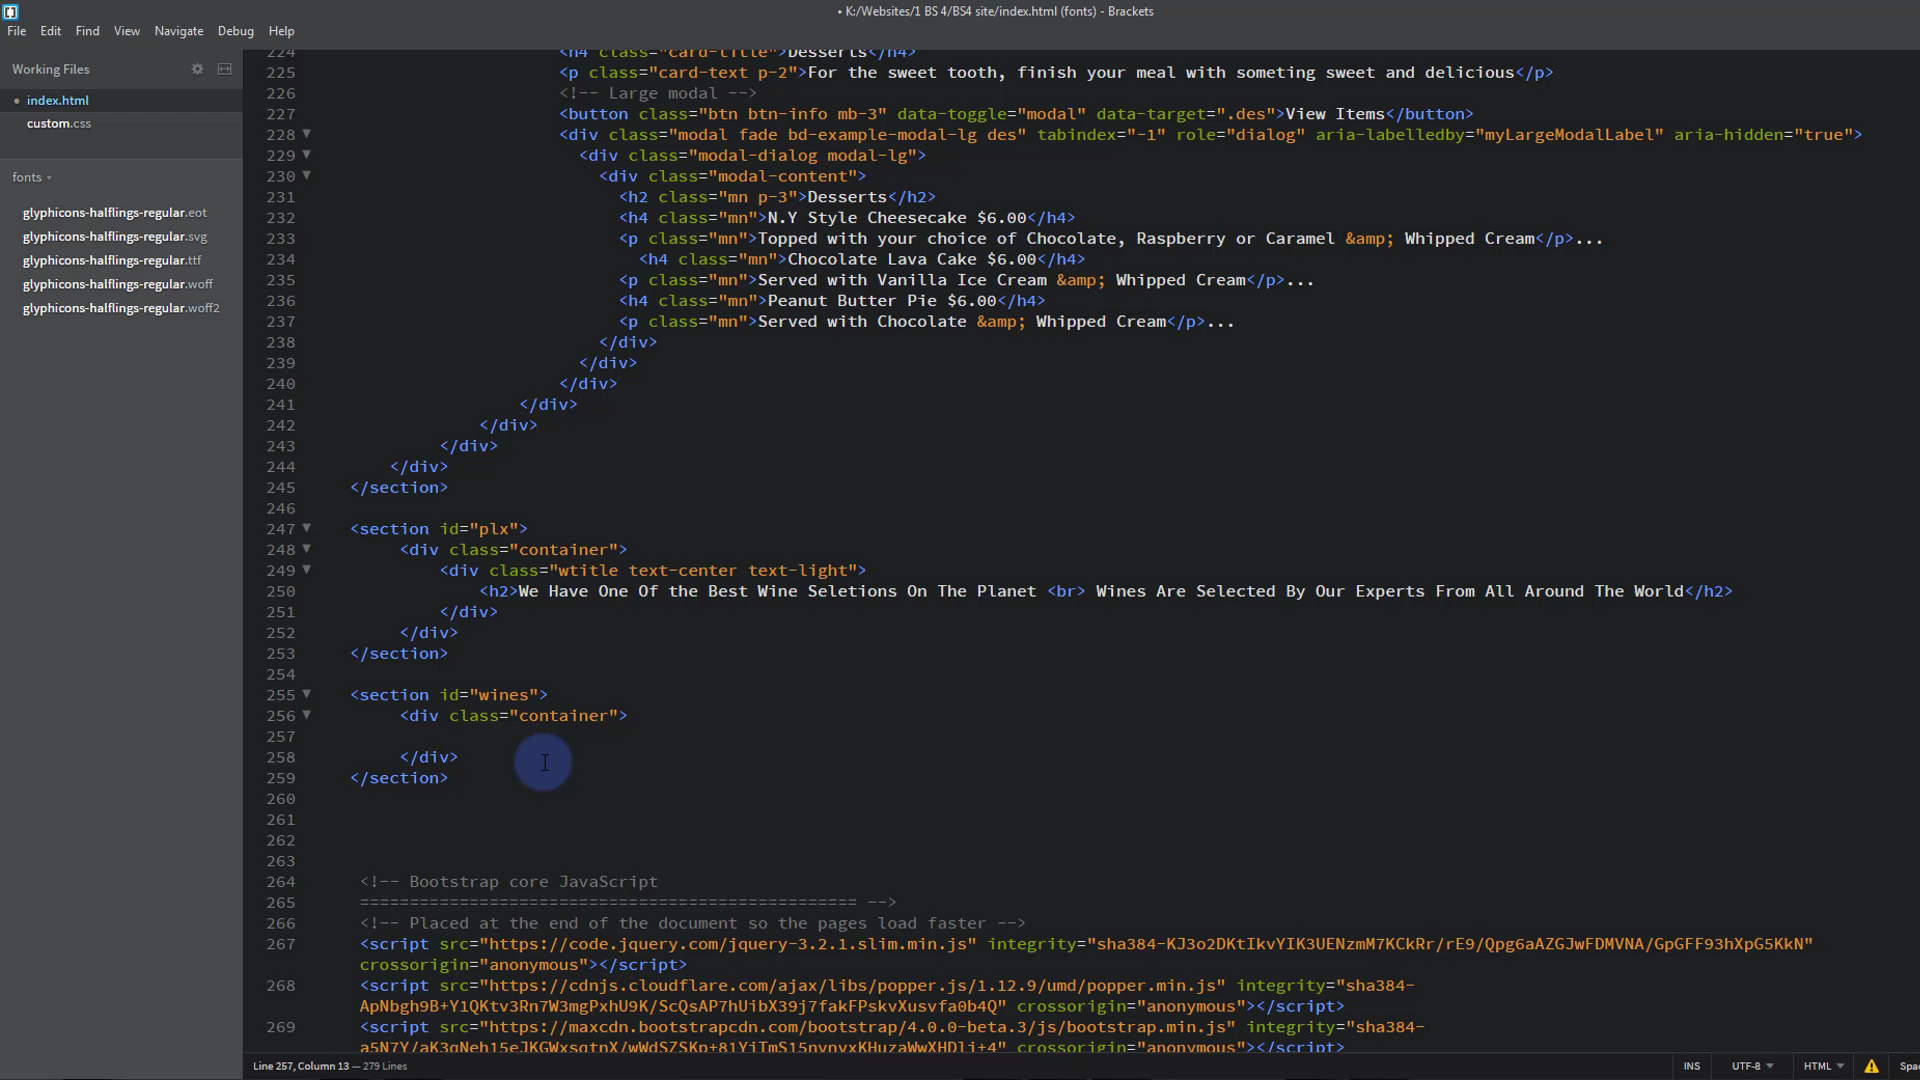 • K:/Websites/1 BS 4/BS4 site/index.html (fonts) - Brackets
File Edit Find View Navigate Debug Help
Working Files
• index.html
custom.css
fonts
glyphicons-halflings-regular.eot
glyphicons-halflings-regular.svg
glyphicons-halflings-regular.ttf
glyphicons-halflings-regular.woff
glyphicons-halflings-regular.woff2
224 <h4 class="card-title">Desserts</h4>
225 <p class="card-text p-2">For the sweet tooth, finish your meal with someting sweet and delicious</p>
226 <!-- Large modal -->
227 <button class="btn btn-info mb-3" data-toggle="modal" data-target=".des">View Items</button>
228 <div class="modal fade bd-example-modal-lg des" tabindex="-1" role="dialog" aria-labelledby="myLargeModalLabel" aria-hidden="true">
229 <div class="modal-dialog modal-lg">
230 <div class="modal-content">
231 <h2 class="mn p-3">Desserts</h2>
232 <h4 class="mn">N.Y Style Cheesecake $6.00</h4>
233 <p class="mn">Topped with your choice of Chocolate, Raspberry or Caramel &amp; Whipped Cream</p>...
234 <h4 class="mn">Chocolate Lava Cake $6.00</h4>
235 <p class="mn">Served with Vanilla Ice Cream &amp; Whipped Cream</p>...
236 <h4 class="mn">Peanut Butter Pie $6.00</h4>
237 <p class="mn">Served with Chocolate &amp; Whipped Cream</p>...
238 </div>
239 </div>
240 </div>
241 </div>
242 </div>
243 </div>
244 </div>
245 </section>
246
247 <section id="plx">
248 <div class="container">
249 <div class="wtitle text-center text-light">
250 <h2>We Have One Of the Best Wine Seletions On The Planet <br> Wines Are Selected By Our Experts From All Around The World</h2>
251 </div>
252 </div>
253 </section>
254
255 <section id="wines">
256 <div class="container">
257
258 </div>
259 </section>
260
261
262
263
264 <!-- Bootstrap core JavaScript
265 ================================================== -->
266 <!-- Placed at the end of the document so the pages load faster -->
267 <script src="https://code.jquery.com/jquery-3.2.1.slim.min.js" integrity="sha384-KJ3o2DKtIkvYIK3UENzmM7KCkRr/rE9/Qpg6aAZGJwFDMVNA/GpGFF93hXpG5KkN"
crossorigin="anonymous"></script>
268 <script src="https://cdnjs.cloudflare.com/ajax/libs/popper.js/1.12.9/umd/popper.min.js" integrity="sha384-
ApNbgh9B+Y1QKtv3Rn7W3mgPxhU9K/ScQsAP7hUibX39j7fakFPskvXusvfa0b4Q" crossorigin="anonymous"></script>
269 <script src="https://maxcdn.bootstrapcdn.com/bootstrap/4.0.0-beta.3/js/bootstrap.min.js" integrity="sha384-
a5N7Y/aK3qNeh15eJKGWxsqtnX/wWdSZSKp+81YjTmS15nvnvxKHuzaWwXHDli+4" crossorigin="anonymous"></script>
Line 257, Column 13 — 279 Lines
INS UTF-8 HTML Spac